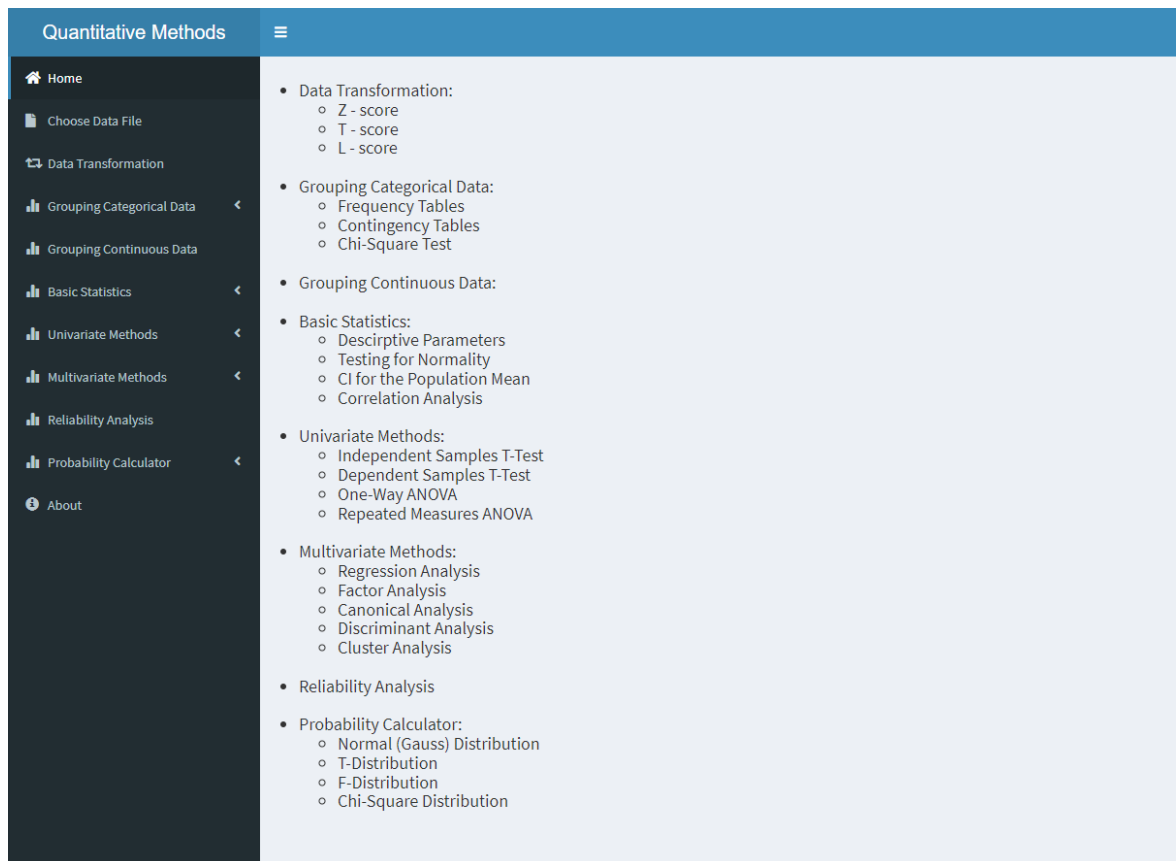 Quantitative Methods
Home
Choose Data File
Data Transformation
Grouping Categorical Data
Grouping Continuous Data
Basic Statistics
Univariate Methods
Multivariate Methods
Reliability Analysis
Probability Calculator
About
Data Transformation:
Z - score
T - score
L - score
Grouping Categorical Data:
Frequency Tables
Contingency Tables
Chi-Square Test
Grouping Continuous Data:
Basic Statistics:
Descirptive Parameters
Testing for Normality
CI for the Population Mean
Correlation Analysis
Univariate Methods:
Independent Samples T-Test
Dependent Samples T-Test
One-Way ANOVA
Repeated Measures ANOVA
Multivariate Methods:
Regression Analysis
Factor Analysis
Canonical Analysis
Discriminant Analysis
Cluster Analysis
Reliability Analysis
Probability Calculator:
Normal (Gauss) Distribution
T-Distribution
F-Distribution
Chi-Square Distribution